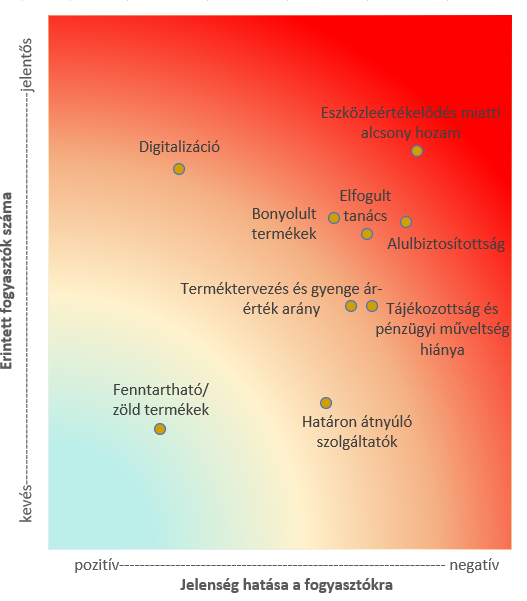 Eszközleértékelődés miatti
alcsony hozam
Digitalizáció
Elfogult
tanács
Bonyolult
termékek
Alulbiztosítottság
Terméktervezés és gyenge ár-
érték arány
Tájékozottság és
pénzügyi műveltség
hiánya
Fenntartható/
zöld termékek
Határon átnyúló
szolgáltatók
Érintett fogyasztók száma
kevés
jelentős
pozitív
negatív
Jelenség hatása a fogyasztókra